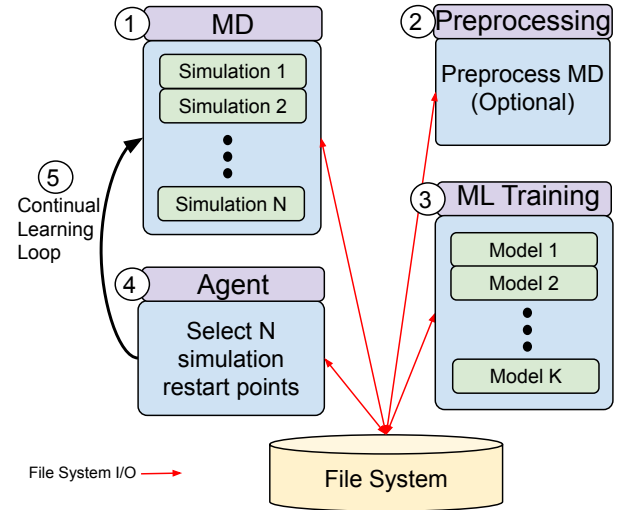 1
MD
Simulation 1
Simulation 2
Simulation N
2
Preprocessing
Preprocess MD
(Optional)
3
ML Training
Model 1
Model 2
Model K
5
Continual
Learning
Loop
4
Agent
Select N
simulation
restart points
File System
File System I/O